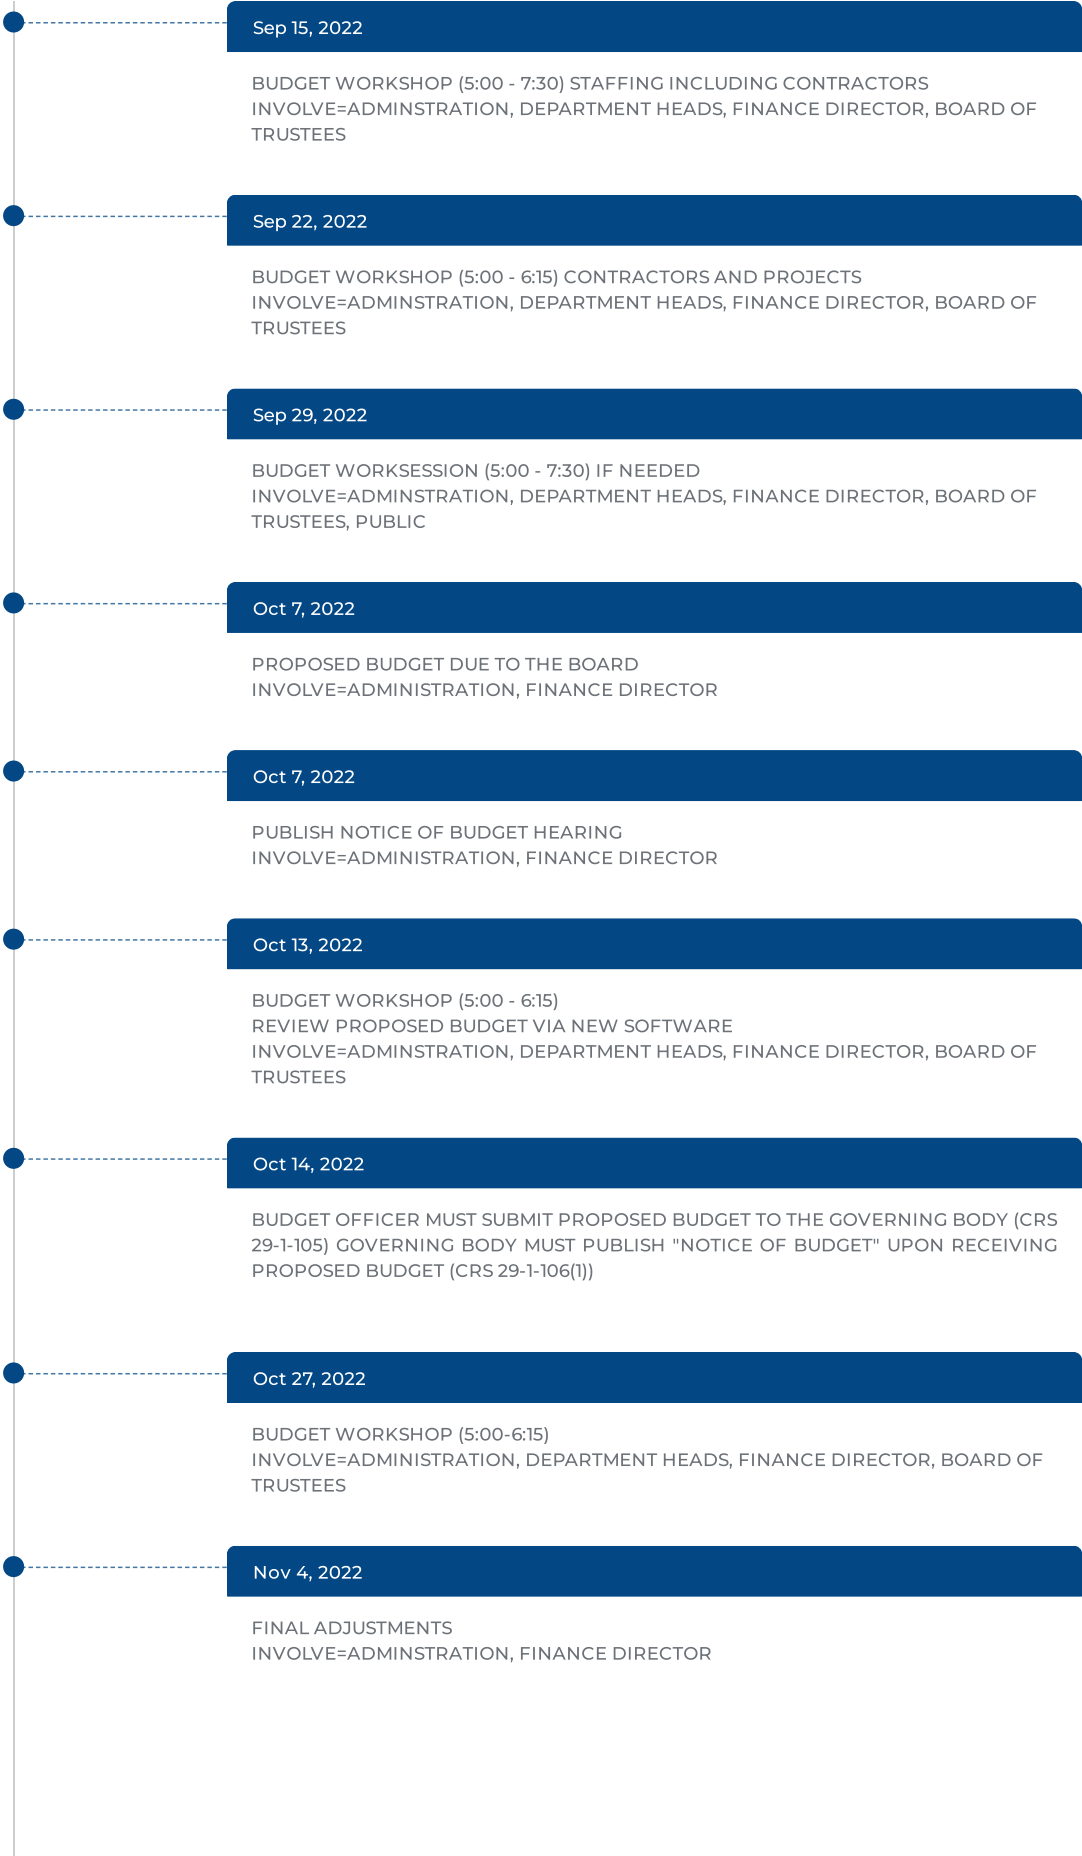 Sep 15, 2022
BUDGET WORKSHOP (5:00 - 7:30) STAFFING INCLUDING CONTRACTORS
INVOLVE=ADMINSTRATION, DEPARTMENT HEADS, FINANCE DIRECTOR, BOARD OF
TRUSTEES
Sep 22, 2022
BUDGET WORKSHOP (5:00 - 6:15) CONTRACTORS AND PROJECTS
INVOLVE=ADMINSTRATION, DEPARTMENT HEADS, FINANCE DIRECTOR, BOARD OF
TRUSTEES
Sep 29, 2022
BUDGET WORKSESSION (5:00 - 7:30) IF NEEDED
INVOLVE=ADMINSTRATION, DEPARTMENT HEADS, FINANCE DIRECTOR, BOARD OF
TRUSTEES, PUBLIC
Oct 7, 2022
PROPOSED BUDGET DUE TO THE BOARD
INVOLVE=ADMINISTRATION, FINANCE DIRECTOR
Oct 7, 2022
PUBLISH NOTICE OF BUDGET HEARING
INVOLVE=ADMINISTRATION, FINANCE DIRECTOR
Oct 13, 2022
BUDGET WORKSHOP (5:00 - 6:15)
REVIEW PROPOSED BUDGET VIA NEW SOFTWARE
INVOLVE=ADMINSTRATION, DEPARTMENT HEADS, FINANCE DIRECTOR, BOARD OF
TRUSTEES
Oct 14, 2022
BUDGET OFFICER MUST SUBMIT PROPOSED BUDGET TO THE GOVERNING BODY (CRS
29-1-105) GOVERNING BODY MUST PUBLISH "NOTICE OF BUDGET" UPON RECEIVING
PROPOSED BUDGET (CRS 29-1-106(1))
Oct 27, 2022
BUDGET WORKSHOP (5:00-6:15)
INVOLVE=ADMINISTRATION, DEPARTMENT HEADS, FINANCE DIRECTOR, BOARD OF
TRUSTEES
Nov 4, 2022
FINAL ADJUSTMENTS
INVOLVE=ADMINSTRATION, FINANCE DIRECTOR